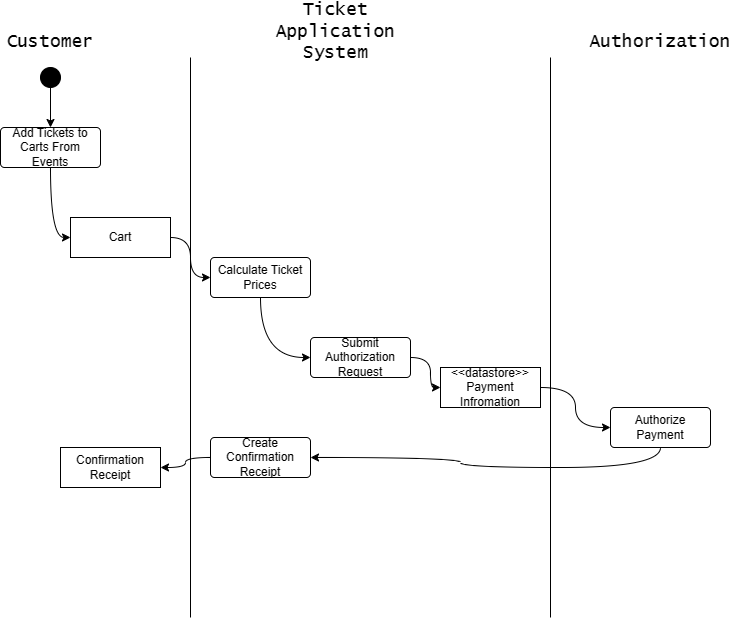 Customer
Ticket
Application
System
Authorization
Add Tickets to
Carts From
Events
Cart
Calculate Ticket
Prices
Submit
Authorization
Request
<<datastore>>
Payment
Infromation
Authorize
Payment
Create
Confirmation
Receipt
Confirmation
Receipt